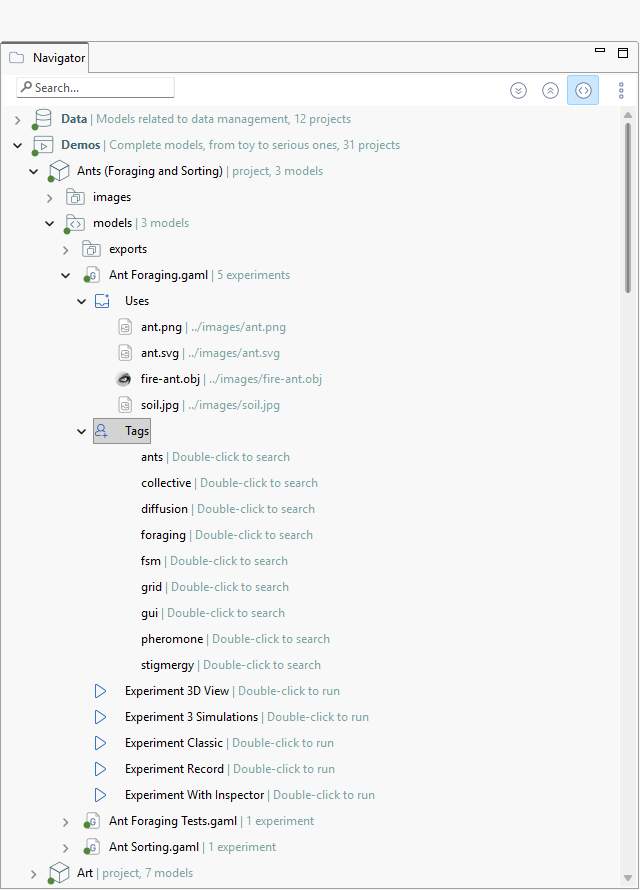 Navigator
Search...
Data | Models related to data management, 12 projects
Demos | Complete models, from toy to serious ones, 31 projects
Ants (Foraging and Sorting) | project, 3 models
images
models | 3 models
exports
Ant Foraging.gaml | 5 experiments
Uses
ant.png | ../images/ant.png
ant.svg | ../images/ant.svg
fire-ant.obj | ../images/fire-ant.obj
soil.jpg | ../images/soil.jpg
Tags
ants | Double-click to search
collective | Double-click to search
diffusion | Double-click to search
foraging | Double-click to search
fsm | Double-click to search
grid | Double-click to search
gui | Double-click to search
pheromone | Double-click to search
stigmergy | Double-click to search
Experiment 3D View | Double-click to run
Experiment 3 Simulations | Double-click to run
Experiment Classic | Double-click to run
Experiment Record | Double-click to run
Experiment With Inspector | Double-click to run
Ant Foraging Tests.gaml | 1 experiment
Ant Sorting.gaml | 1 experiment
Art | project, 7 models